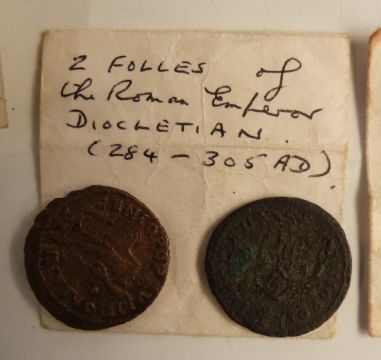 2 FOLLES of
the Roman Emperor
DIOCLETIAN.
(284 - 305 AD)